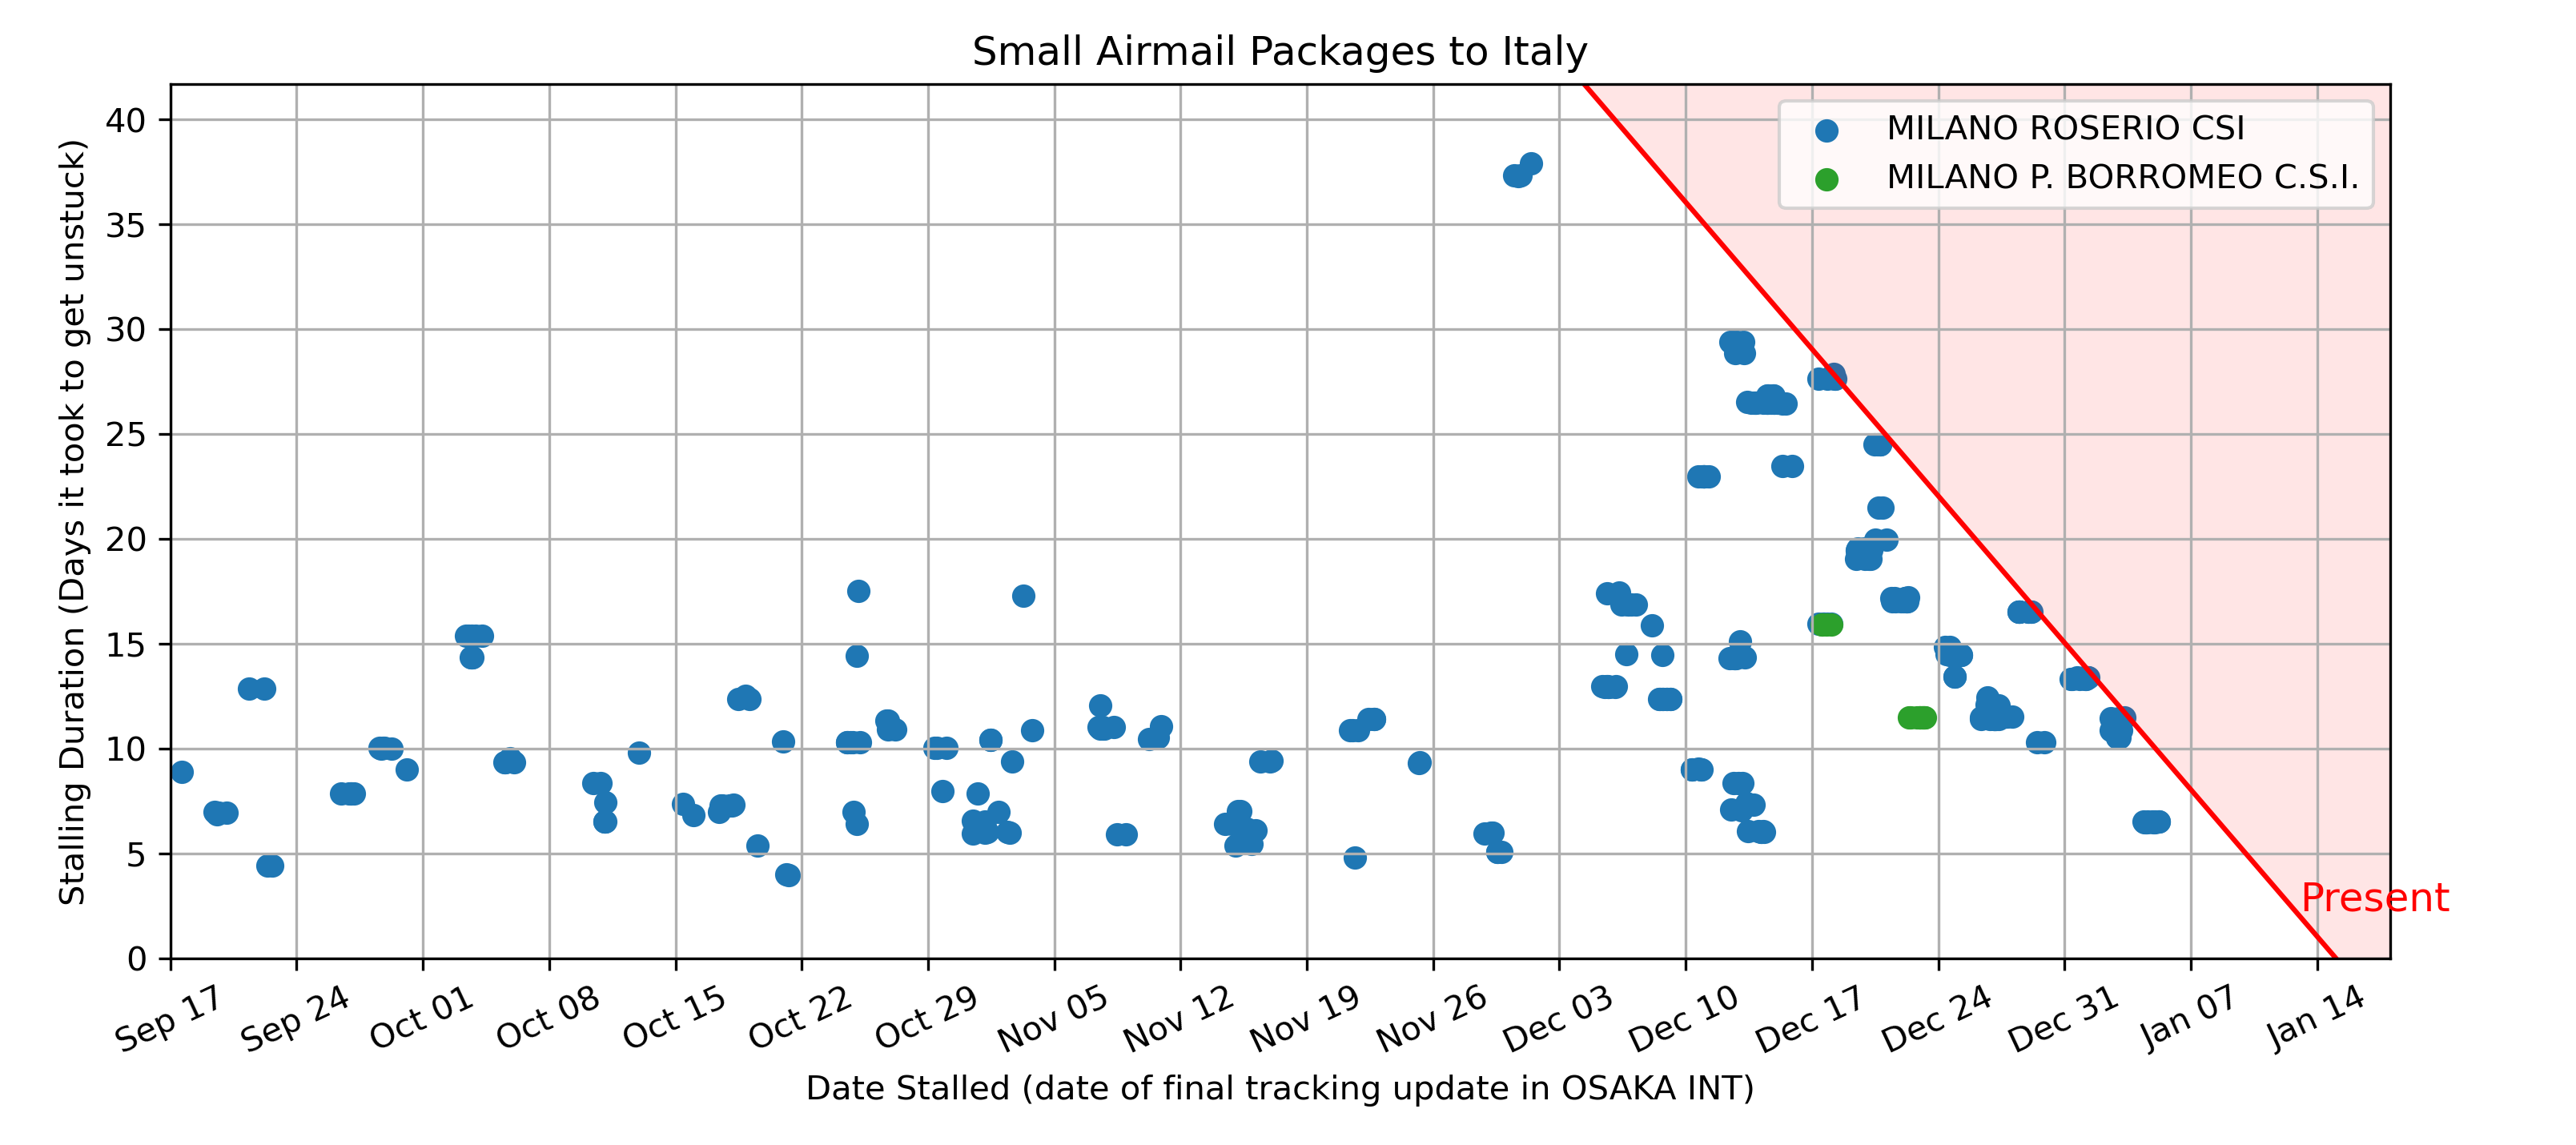 Small Airmail Packages to Italy
MILANO ROSERIO CSI
MILANO P. BORROMEO C.S.I.
Stalling Duration (Days it took to get unstuck)
40
35
30
25
20
15
10
5
0
Present
Sep 17
Sep 24
Oct 01
Oct 08
Oct 15
Oct 22
Oct 29
Nov 05
Nov 12
Nov 19
Nov 26
Dec 03
Dec 10
Dec 17
Dec 24
Dec 31
Jan 07
Jan 14
Date Stalled (date of final tracking update in OSAKA INT)